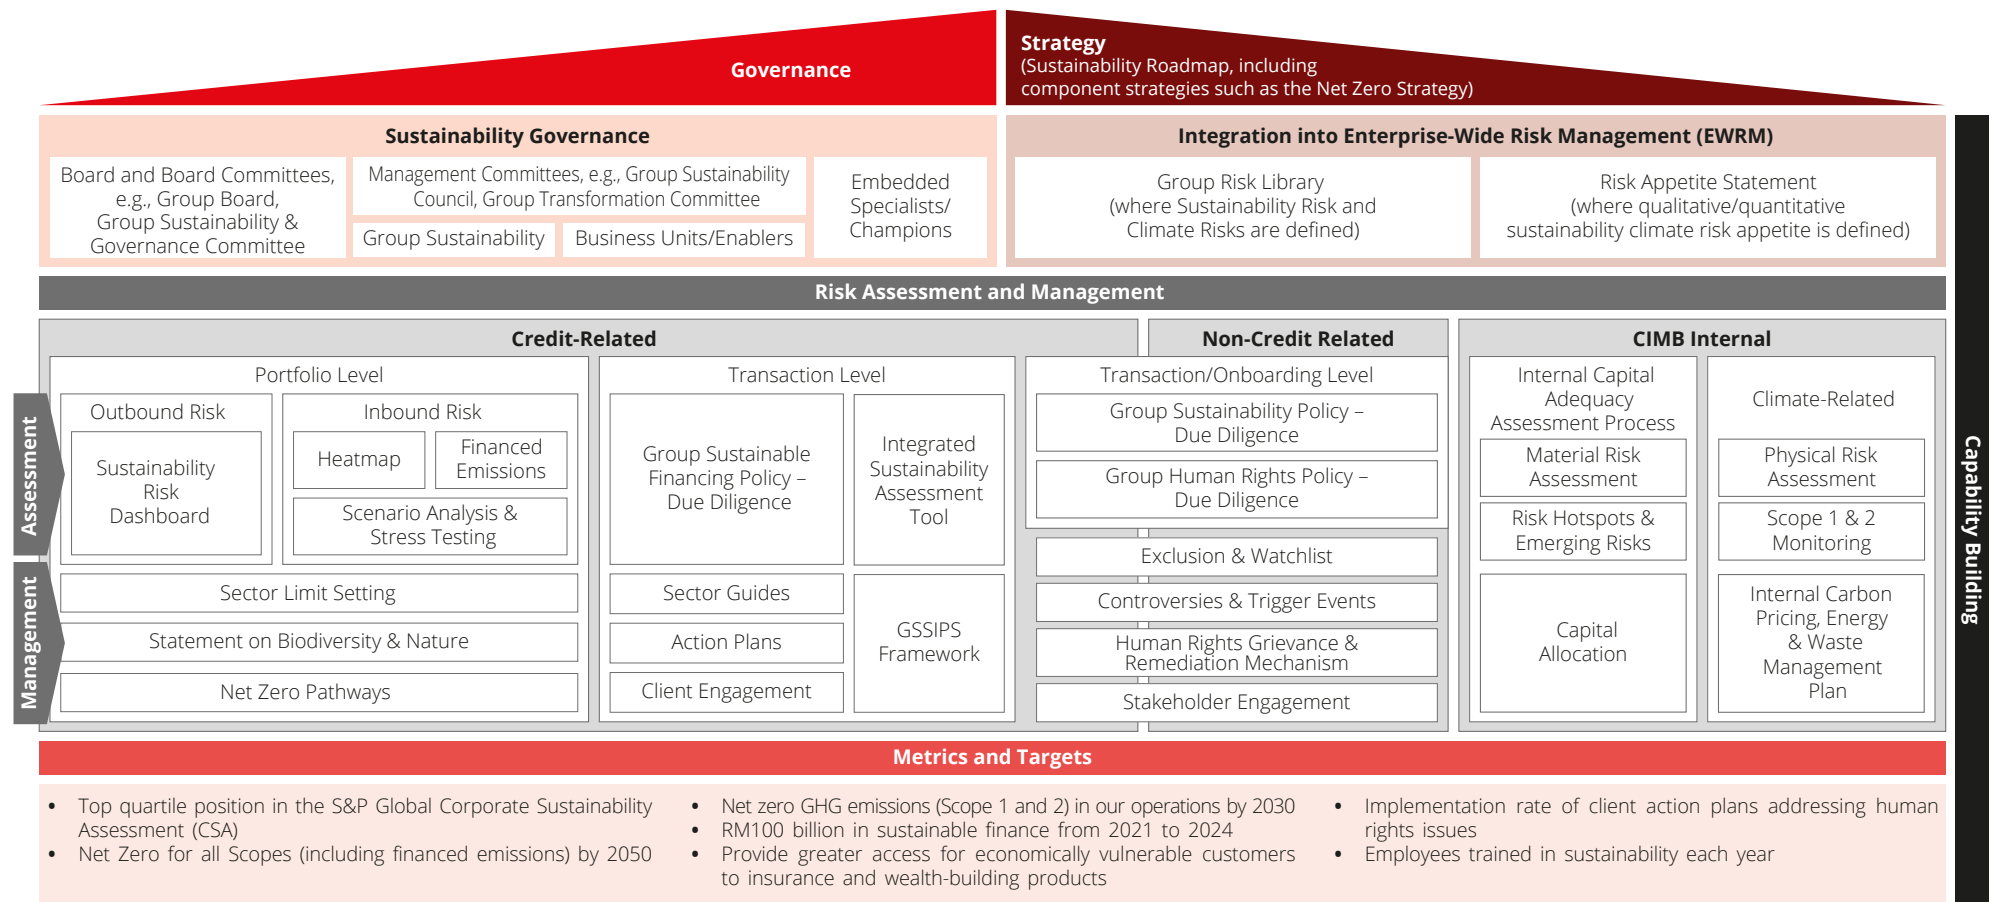 Governance
Strategy
(Sustainability Roadmap, including
component strategies such as the Net Zero Strategy)
Sustainability Governance
Board and Board Committees,
e.g., Group Board,
Group Sustainability &
Governance Committee
Management Committees, e.g., Group Sustainability
Council, Group Transformation Committee
Group Sustainability
Business Units/Enablers
Embedded
Specialists/
Champions
Integration into Enterprise-Wide Risk Management (EWRM)
Group Risk Library
(where Sustainability Risk and
Climate Risks are defined)
Risk Appetite Statement
(where qualitative/quantitative
sustainability climate risk appetite is defined)
Risk Assessment and Management
Assessment
Management
Credit-Related
Portfolio Level
Outbound Risk
Sustainability
Risk
Dashboard
Inbound Risk
Heatmap
Financed
Emissions
Scenario Analysis &
Stress Testing
Sector Limit Setting
Statement on Biodiversity & Nature
Net Zero Pathways
Transaction Level
Group Sustainable
Financing Policy –
Due Diligence
Integrated
Sustainability
Assessment
Tool
Sector Guides
Action Plans
Client Engagement
GSSIPS
Framework
Non-Credit Related
Transaction/Onboarding Level
Group Sustainability Policy –
Due Diligence
Group Human Rights Policy –
Due Diligence
Exclusion & Watchlist
Controversies & Trigger Events
Human Rights Grievance &
Remediation Mechanism
Stakeholder Engagement
CIMB Internal
Internal Capital
Adequacy
Assessment Process
Material Risk
Assessment
Risk Hotspots &
Emerging Risks
Capital
Allocation
Climate-Related
Physical Risk
Assessment
Scope 1 & 2
Monitoring
Internal Carbon
Pricing, Energy
& Waste
Management
Plan
Capability Building
Metrics and Targets
• Top quartile position in the S&P Global Corporate Sustainability
Assessment (CSA)
• Net Zero for all Scopes (including financed emissions) by 2050
• Net zero GHG emissions (Scope 1 and 2) in our operations by 2030
• RM100 billion in sustainable finance from 2021 to 2024
• Provide greater access for economically vulnerable customers
to insurance and wealth-building products
• Implementation rate of client action plans addressing human
rights issues
• Employees trained in sustainability each year